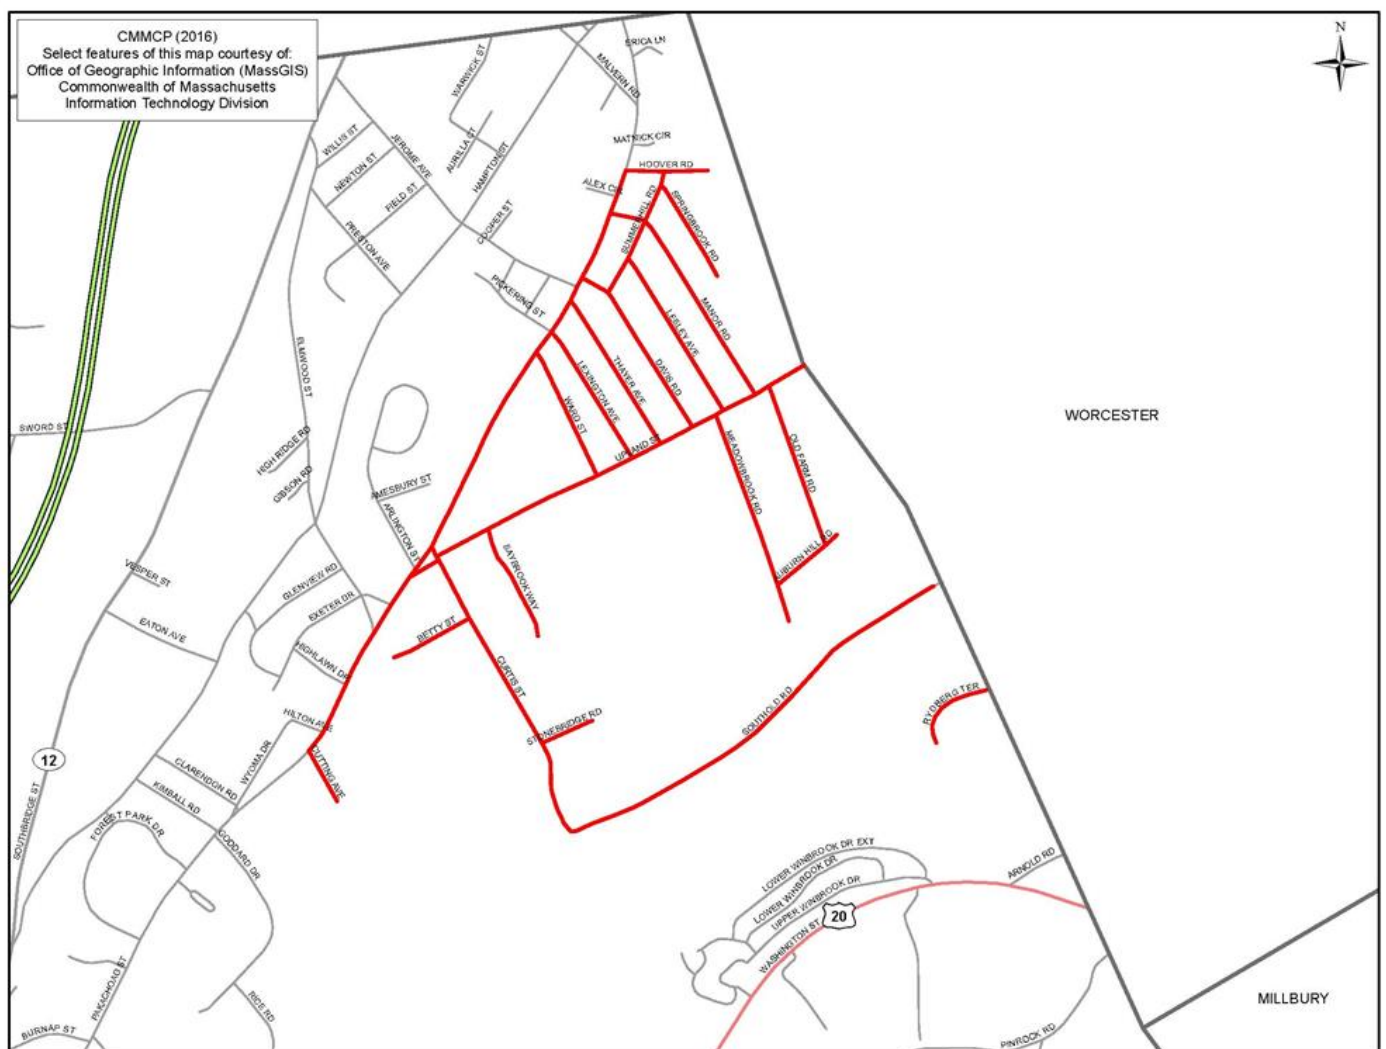 CMMCP (2016)
Select features of this map courtesy of:
Office of Geographic Information (MassGIS)
Commonwealth of Massachusetts
Information Technology Division
N
ERICA LN
WARWICK ST
MALVERN RD
WILLIS ST
JEROME AVE
AURILLA CT
MATNICK CIR
NEWTON ST
HAMPTON ST
HOOVER RD
FIELD ST
ALEX CIR
SUMMERHILL RD
SPRINGBROOK RD
COOPER ST
PRESTON AVE
PICKERING ST
MANOR RD
LEELEY AVE
ELMWOOD ST
THAYER AVE
DAVIS RD
LEXINGTON AVE
WARD ST
WORCESTER
SWORD ST
HIGH RIDGE RD
UPLAND ST
MEADOWBROOK RD
OLD FARM RD
GIBSON RD
AMESBURY ST
ARLINGTON ST
AUBURN HILL RD
VESPER ST
GLENVIEW RD
SAYBROOK WAY
EXETER DR
EATON AVE
BETTY ST
HIGHLAWN DR
CURTIS ST
SOUTHOLD RD
RYDBERG TER
HILTON AVE
STONEBRIDGE RD
12
WYOMA DR
CUTTING AVE
CLARENDON RD
KIMBALL RD
SOUTHBRIDGE ST
FOREST PARK DR
GODDARD DR
LOWER WINBROOK DR EXT
LOWER WINBROOK DR
UPPER WINBROOK DR
ARNOLD RD
20
WASHINGTON ST
PAKACHOAG ST
RICE RD
MILLBURY
BURNAP ST
PINROCK RD